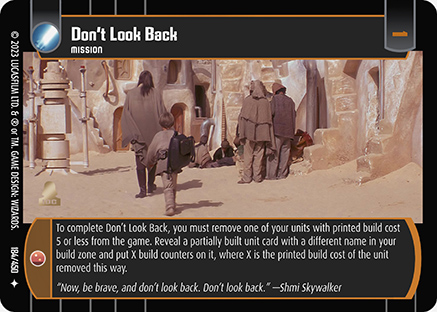 Don't Look Back
MISSION
© 2023 LUCASFILM LTD. & ® or TM. GAME DESIGN: WIZARDS.
To complete Don't Look Back, you must remove one of your units with printed build cost
5 or less from the game. Reveal a partially built unit card with a different name in your
build zone and put X build counters on it, where X is the printed build cost of the unit
removed this way.
"Now, be brave, and don't look back. Don't look back." —Shmi Skywalker
184/450